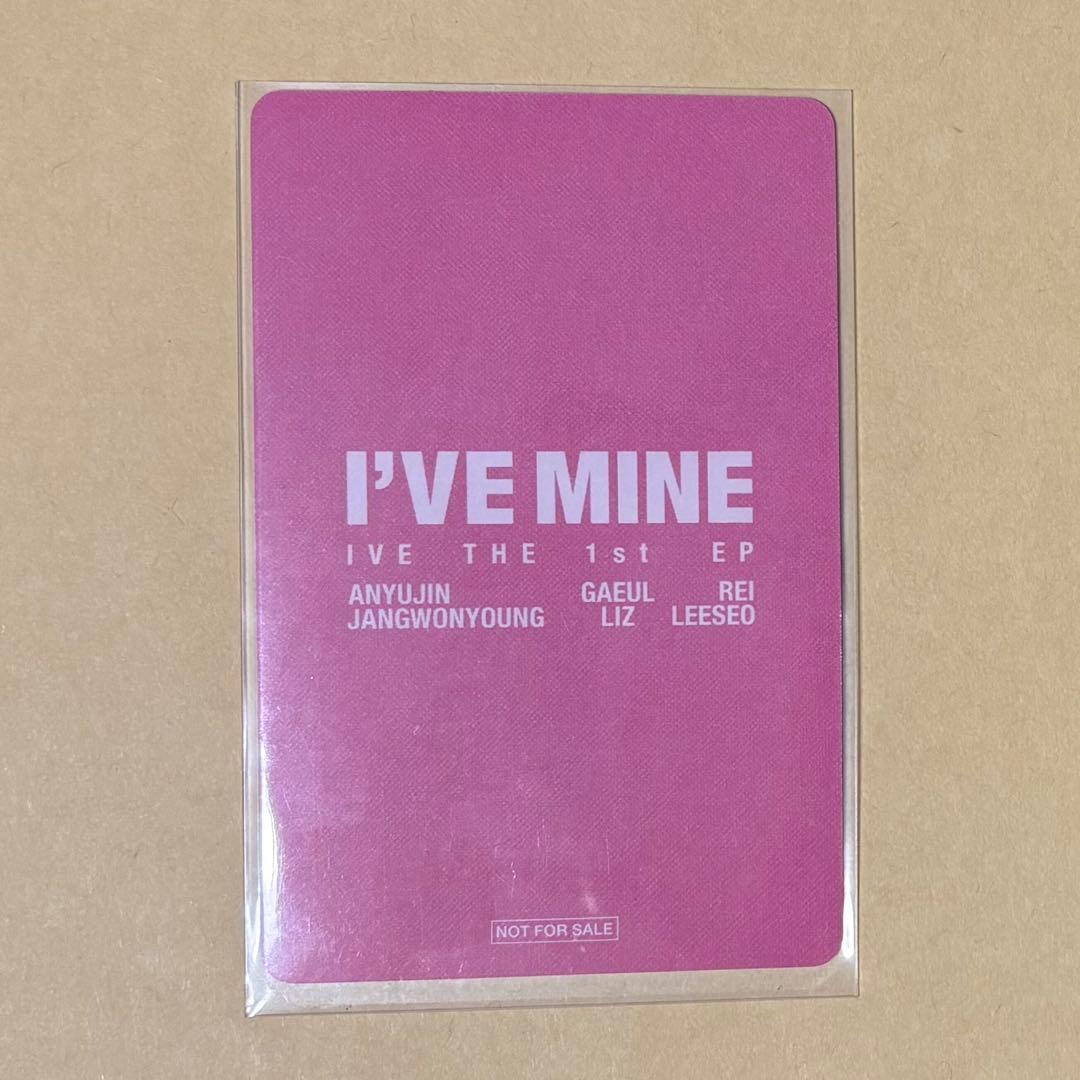 I'VE MINE
IVE THE 1st EP
ANYUJIN GAEUL REI
JANGWONYOUNG LIZ LEESEO
NOT FOR SALE